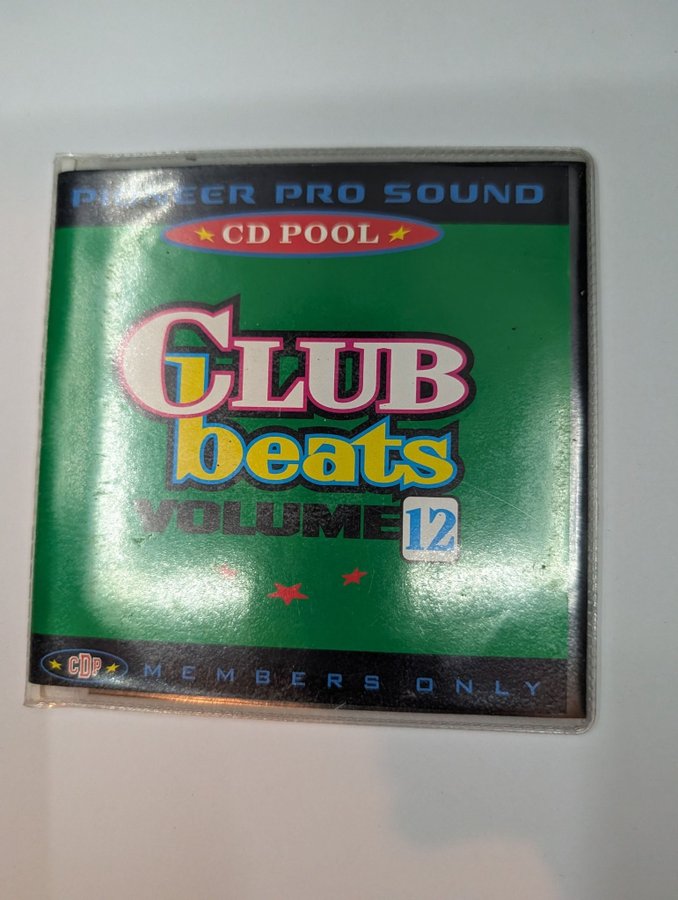 PIONEER PRO SOUND
CD POOL
CLUB
beats
VOLUME 12
CDP MEMBERS ONLY